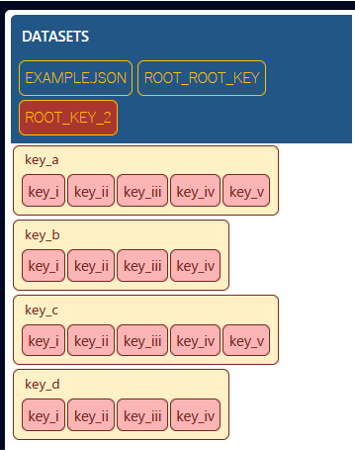 DATASETS
EXAMPLE.JSON ROOT_ROOT_KEY
ROOT_KEY_2
key_a
key_i key_ii key_iii key_iv key_v
key_b
key_i key_ii key_iii key_iv
key_c
key_i key_ii key_iii key_iv key_v
key_d
key_i key_ii key_iii key_iv